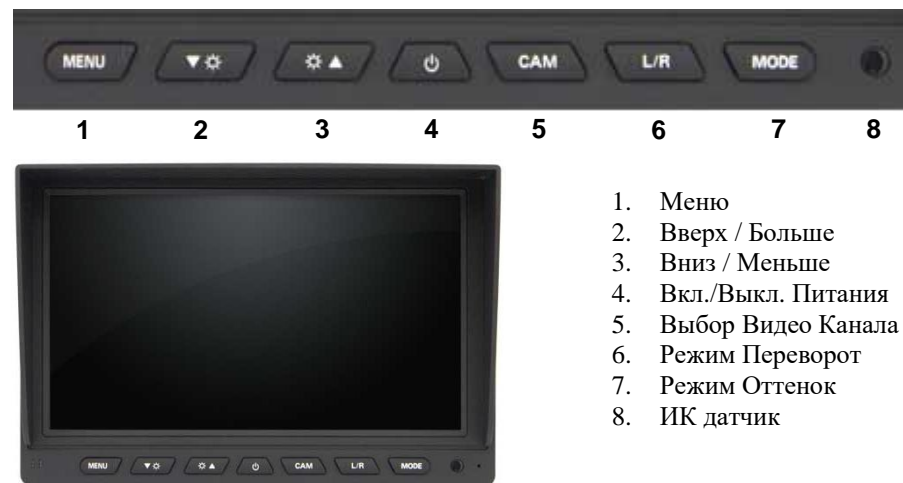 MENU ▼☼ ☼▲ ⏻ CAM L/R MODE
1 2 3 4 5 6 7 8
1. Меню
2. Вверх / Больше
3. Вниз / Меньше
4. Вкл./Выкл. Питания
5. Выбор Видео Канала
6. Режим Переворот
7. Режим Оттенок
8. ИК датчик
MENU ▼☼ ☼▲ ⏻ CAM L/R MODE